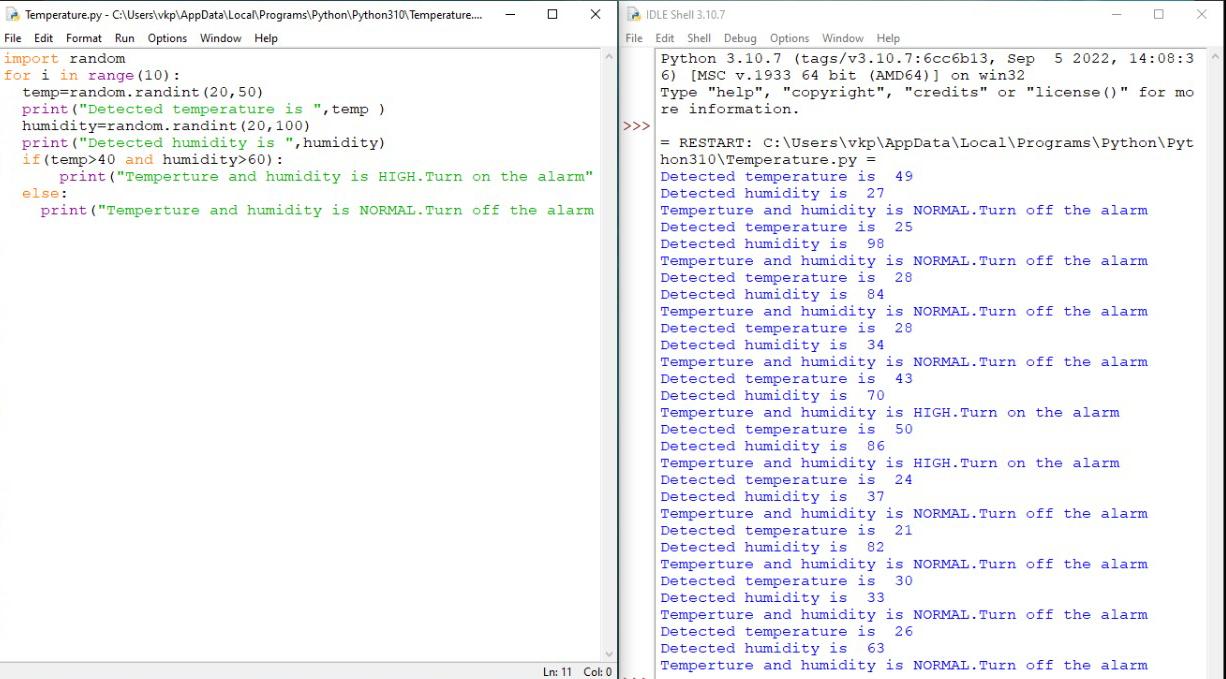 Temperature.py - C:\Users\vkp\AppData\Local\Programs\Python\Python310\Temperature....
File Edit Format Run Options Window Help
import random
for i in range(10):
  temp=random.randint(20,50)
  print("Detected temperature is ",temp )
  humidity=random.randint(20,100)
  print("Detected humidity is ",humidity)
  if(temp>40 and humidity>60):
      print("Temperture and humidity is HIGH.Turn on the alarm"
  else:
    print("Temperture and humidity is NORMAL.Turn off the alarm
Ln: 11 Col: 0
IDLE Shell 3.10.7
File Edit Shell Debug Options Window Help
Python 3.10.7 (tags/v3.10.7:6cc6b13, Sep  5 2022, 14:08:3
6) [MSC v.1933 64 bit (AMD64)] on win32
Type "help", "copyright", "credits" or "license()" for mo
re information.
>>>
= RESTART: C:\Users\vkp\AppData\Local\Programs\Python\Pyt
hon310\Temperature.py =
Detected temperature is  49
Detected humidity is  27
Temperture and humidity is NORMAL.Turn off the alarm
Detected temperature is  25
Detected humidity is  98
Temperture and humidity is NORMAL.Turn off the alarm
Detected temperature is  28
Detected humidity is  84
Temperture and humidity is NORMAL.Turn off the alarm
Detected temperature is  28
Detected humidity is  34
Temperture and humidity is NORMAL.Turn off the alarm
Detected temperature is  43
Detected humidity is  70
Temperture and humidity is HIGH.Turn on the alarm
Detected temperature is  50
Detected humidity is  86
Temperture and humidity is HIGH.Turn on the alarm
Detected temperature is  24
Detected humidity is  37
Temperture and humidity is NORMAL.Turn off the alarm
Detected temperature is  21
Detected humidity is  82
Temperture and humidity is NORMAL.Turn off the alarm
Detected temperature is  30
Detected humidity is  33
Temperture and humidity is NORMAL.Turn off the alarm
Detected temperature is  26
Detected humidity is  63
Temperture and humidity is NORMAL.Turn off the alarm